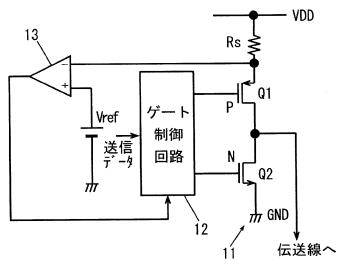 VDD
13
Rs
−
+
Q1
P
Vref
ゲート
制御
回路
送信
データ
N
Q2
GND
12
11
伝送線へ